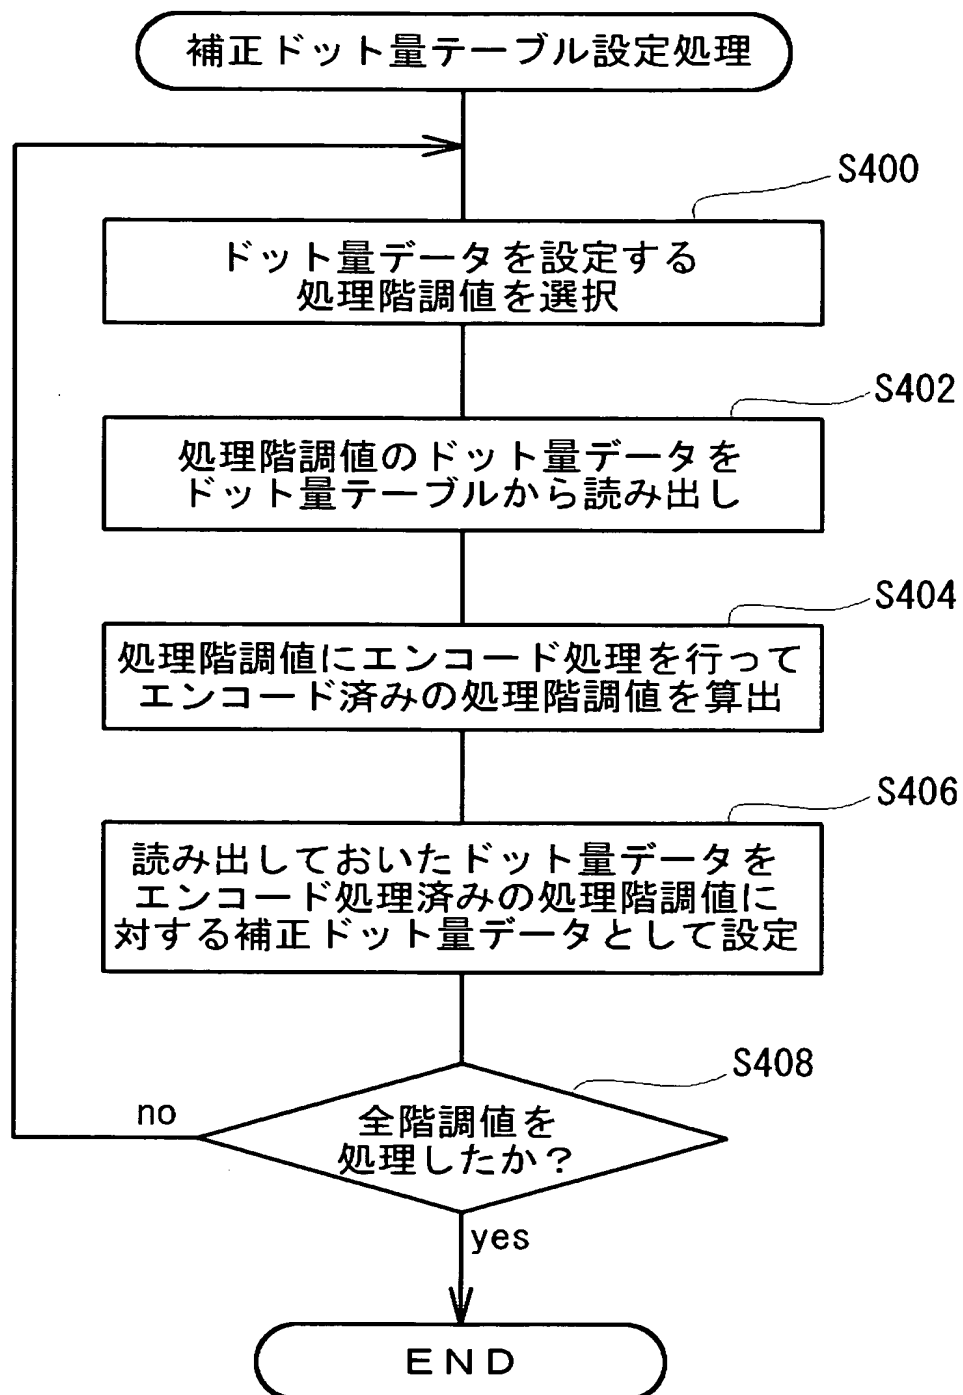 補正ドット量テーブル設定処理
S400
ドット量データを設定する
処理階調値を選択
S402
処理階調値のドット量データを
ドット量テーブルから読み出し
S404
処理階調値にエンコード処理を行って
エンコード済みの処理階調値を算出
S406
読み出しておいたドット量データを
エンコード処理済みの処理階調値に
対する補正ドット量データとして設定
S408
no
全階調値を
処理したか？
yes
END